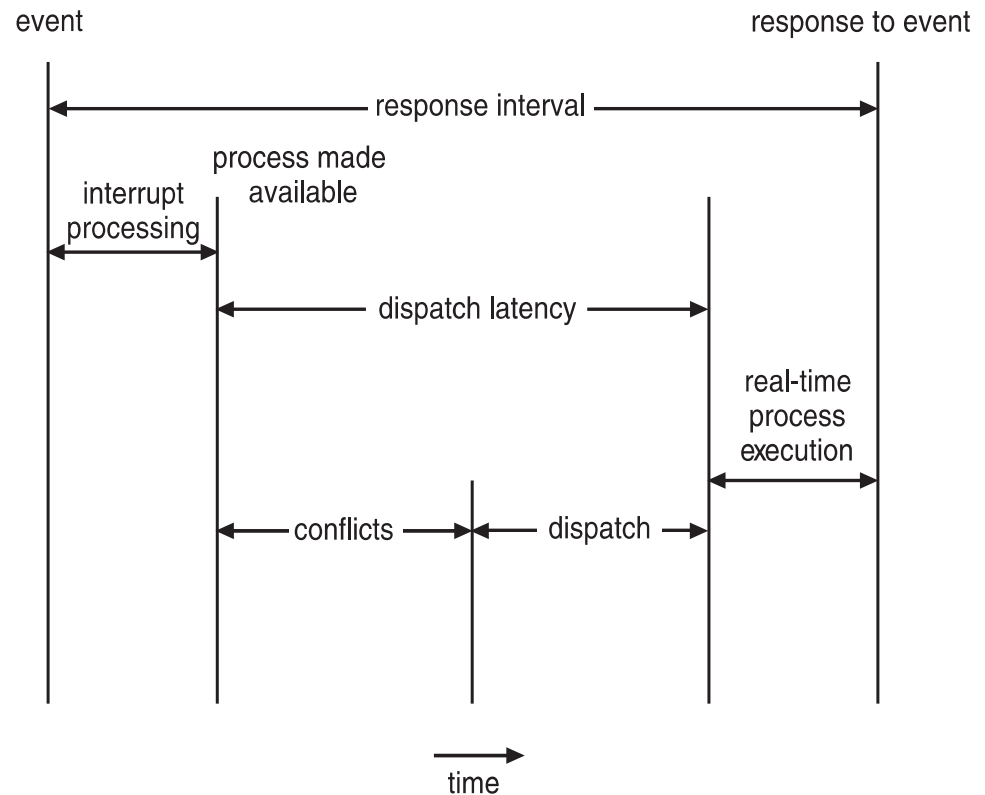 event
response to event
response interval
process made
available
interrupt
processing
dispatch latency
real-time
process
execution
conflicts
dispatch
time